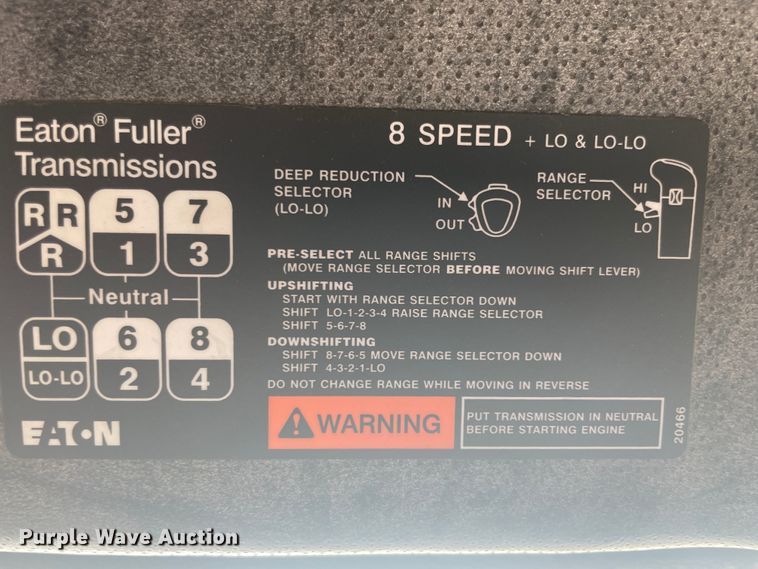 Eaton® Fuller®
Transmissions
8 SPEED + LO & LO-LO
R R 5 7
R 1 3
Neutral
LO 6 8
LO-LO 2 4
EATON
DEEP REDUCTION
SELECTOR
(LO-LO)
IN
OUT
RANGE
SELECTOR
HI
LO
PRE-SELECT ALL RANGE SHIFTS
(MOVE RANGE SELECTOR BEFORE MOVING SHIFT LEVER)
UPSHIFTING
START WITH RANGE SELECTOR DOWN
SHIFT LO-1-2-3-4 RAISE RANGE SELECTOR
SHIFT 5-6-7-8
DOWNSHIFTING
SHIFT 8-7-6-5 MOVE RANGE SELECTOR DOWN
SHIFT 4-3-2-1-LO
DO NOT CHANGE RANGE WHILE MOVING IN REVERSE
WARNING
PUT TRANSMISSION IN NEUTRAL
BEFORE STARTING ENGINE
20466
Purple Wave Auction